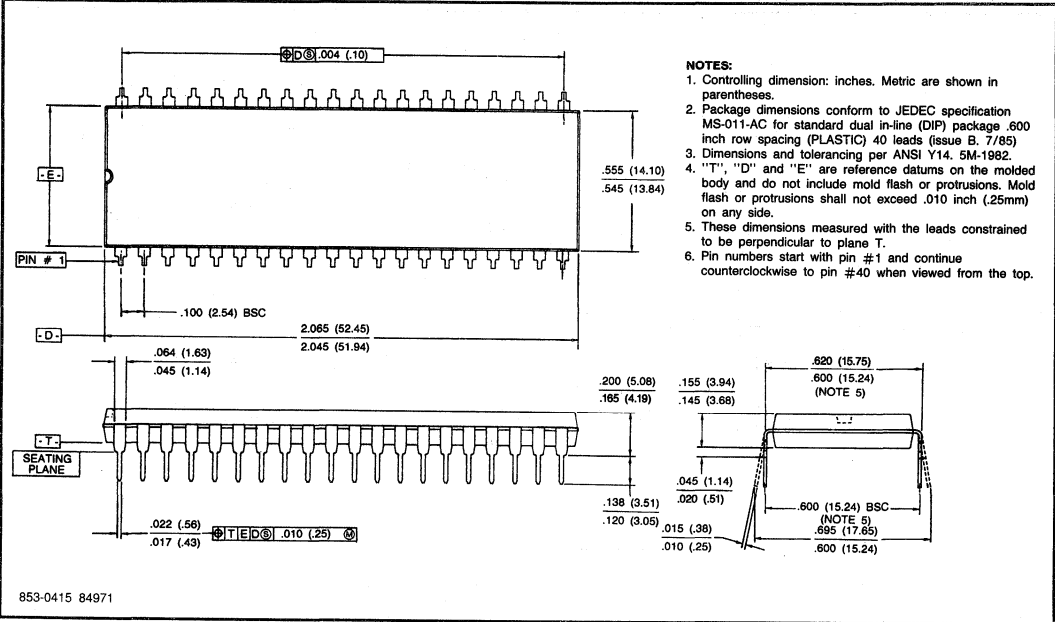 ⌖ D Ⓢ .004 (.10)
NOTES:
1. Controlling dimension: inches. Metric are shown in
parentheses.
2. Package dimensions conform to JEDEC specification
MS-011-AC for standard dual in-line (DIP) package .600
inch row spacing (PLASTIC) 40 leads (issue B. 7/85)
3. Dimensions and tolerancing per ANSI Y14. 5M-1982.
4. "T", "D" and "E" are reference datums on the molded
body and do not include mold flash or protrusions. Mold
flash or protrusions shall not exceed .010 inch (.25mm)
on any side.
5. These dimensions measured with the leads constrained
to be perpendicular to plane T.
6. Pin numbers start with pin #1 and continue
counterclockwise to pin #40 when viewed from the top.
- E -
.555 (14.10)
.545 (13.84)
PIN # 1
.100 (2.54) BSC
- D -
2.065 (52.45)
2.045 (51.94)
.064 (1.63)
.045 (1.14)
.200 (5.08)
.165 (4.19)
.155 (3.94)
.145 (3.68)
.620 (15.75)
.600 (15.24)
(NOTE 5)
- T -
SEATING
PLANE
.138 (3.51)
.120 (3.05)
.045 (1.14)
.020 (.51)
.022 (.56)
.017 (.43)
⌖ T E D Ⓢ .010 (.25) Ⓜ
.015 (.38)
.010 (.25)
.600 (15.24) BSC
(NOTE 5)
.695 (17.65)
.600 (15.24)
853-0415 84971